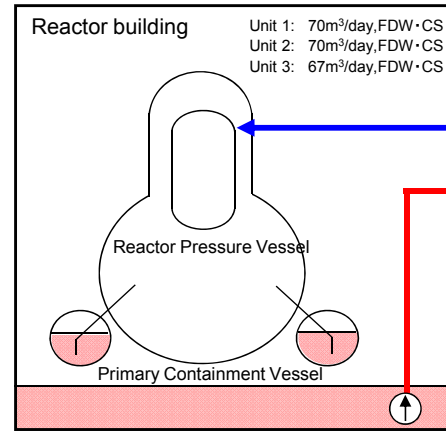 Reactor building
Unit 1: 70m³/day,FDW・CS
Unit 2: 70m³/day,FDW・CS
Unit 3: 67m³/day,FDW・CS
Reactor Pressure Vessel
Primary Containment Vessel